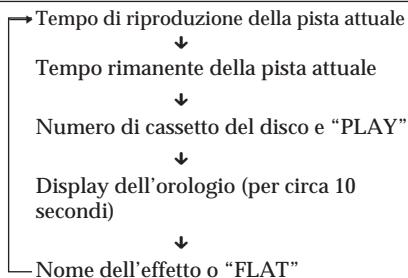 Tempo di riproduzione della pista attuale
Tempo rimanente della pista attuale
Numero di cassetto del disco e “PLAY”
Display dell’orologio (per circa 10
secondi)
Nome dell’effetto o “FLAT”